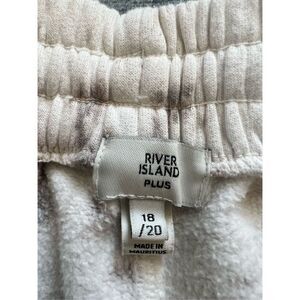 RIVER
ISLAND
PLUS
18
/20
MADE IN
MAURITIUS